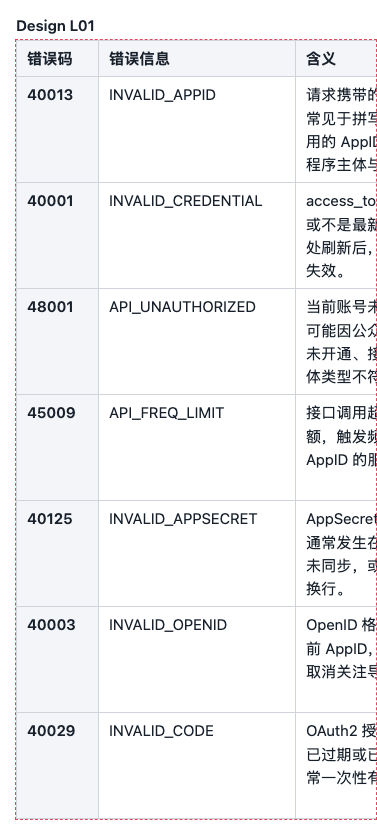 Design L01
错误码
错误信息
含义
40013
INVALID_APPID
请求携带的
常见于拼写
用的 AppID
程序主体与
40001
INVALID_CREDENTIAL
access_to
或不是最新
处刷新后，
失效。
48001
API_UNAUTHORIZED
当前账号未
可能因公众
未开通、接
体类型不符
45009
API_FREQ_LIMIT
接口调用超
额，触发频
AppID 的服
40125
INVALID_APPSECRET
AppSecret
通常发生在
未同步，或
换行。
40003
INVALID_OPENID
OpenID 格
前 AppID，
取消关注导
40029
INVALID_CODE
OAuth2 授
已过期或已
常一次性有